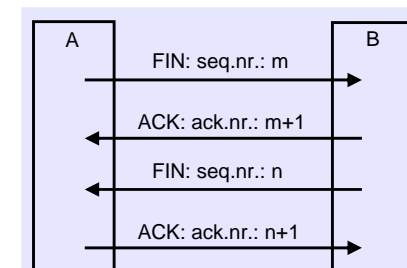 A
B
FIN: seq.nr.: m
ACK: ack.nr.: m+1
FIN: seq.nr.: n
ACK: ack.nr.: n+1